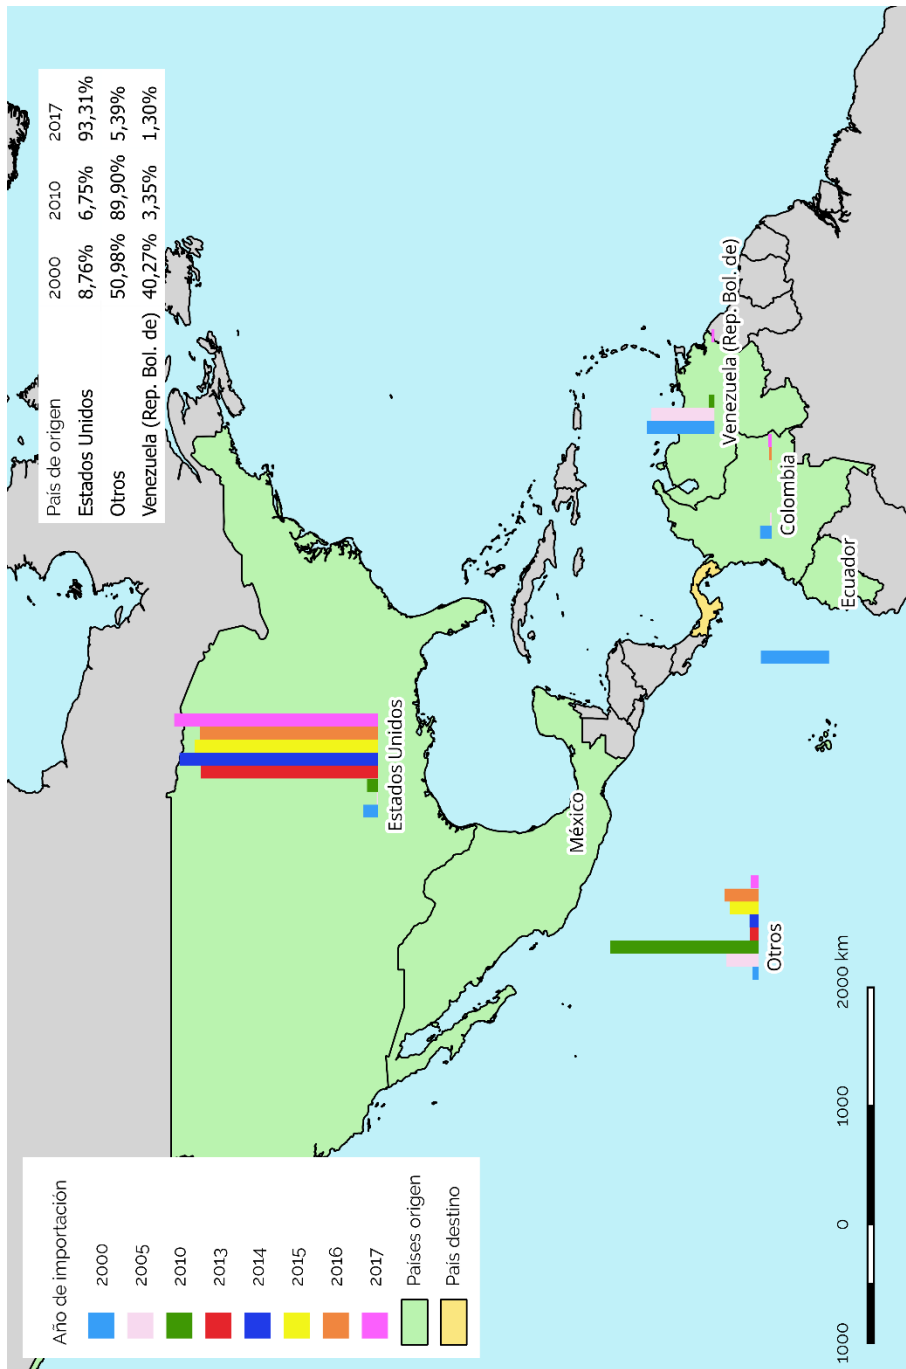 País de origen 2000 2010 2017
Estados Unidos 8,76% 6,75% 93,31%
Otros 50,98% 89,90% 5,39%
Venezuela (Rep. Bol. de) 40,27% 3,35% 1,30%
Año de importación
2000
2005
2010
2013
2014
2015
2016
2017
Países origen
País destino
Estados Unidos
México
Otros
Venezuela (Rep. Bol. de)
Colombia
Ecuador
1000 0 1000 2000 km